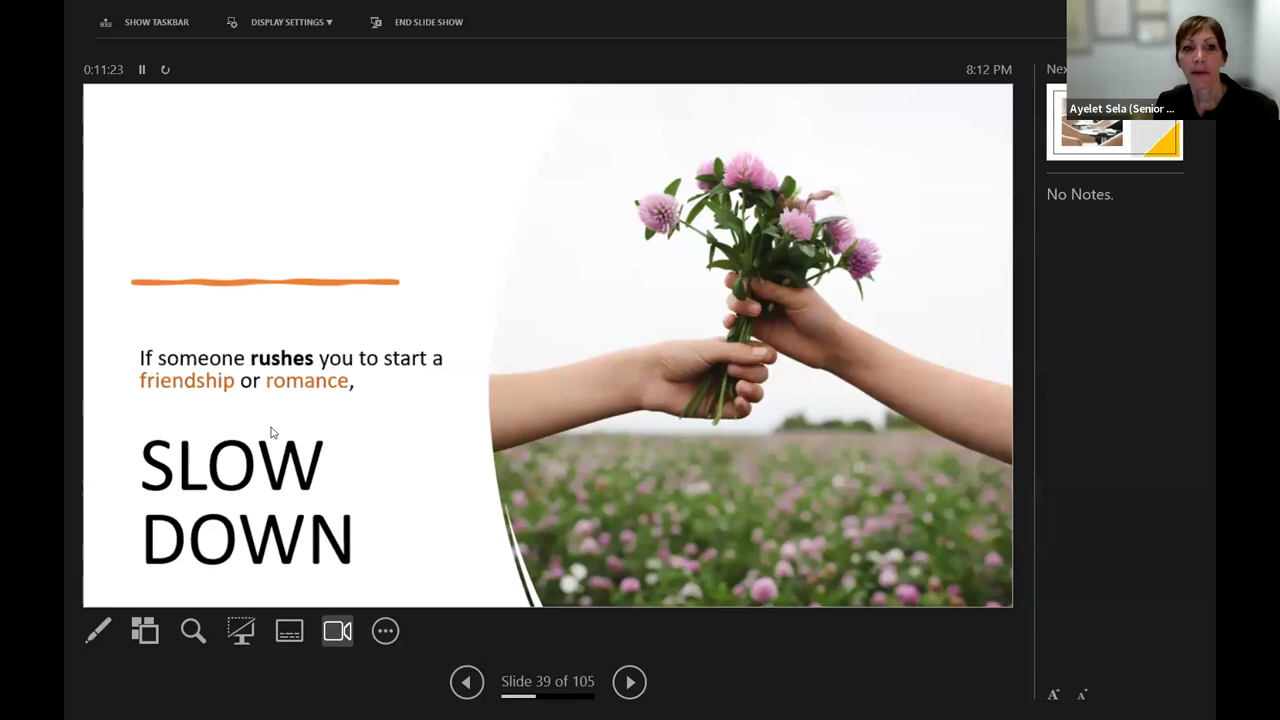 SHOW TASKBAR
DISPLAY SETTINGS ▼
END SLIDE SHOW
0:11:23
8:12 PM
Nex
Ayelet Sela (Senior ...
No Notes.
If someone rushes you to start a
friendship or romance,
SLOW
DOWN
Slide 39 of 105
A A